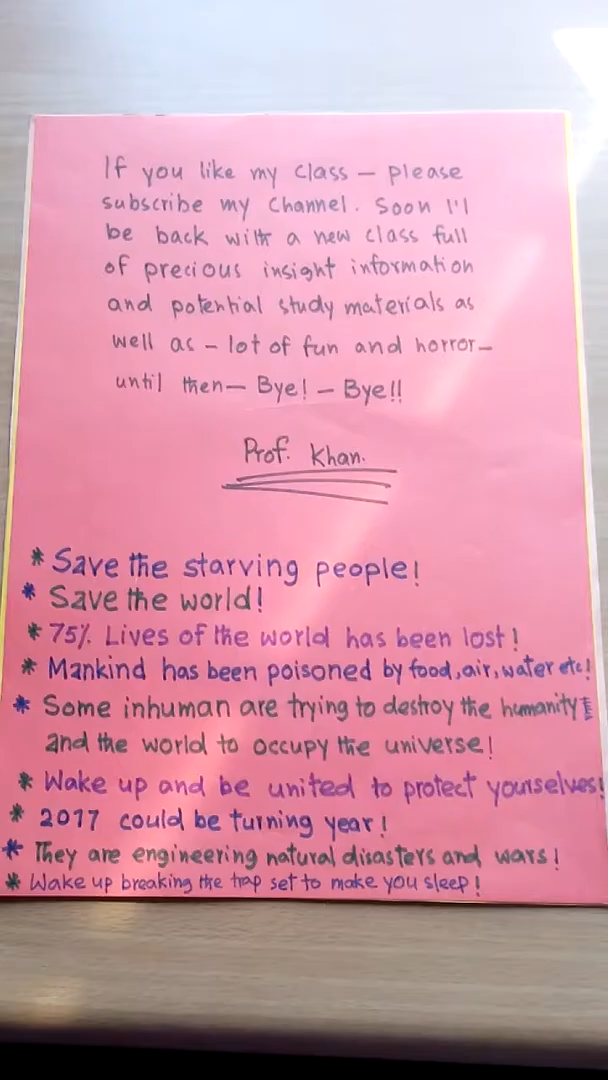 If you like my class – please
subscribe my channel. Soon I'll
be back with a new class full
of precious insight information
and potential study materials as
well as – lot of fun and horror –
until then – Bye! – Bye!!
Prof. Khan.
* Save the starving people!
* Save the world!
* 75% Lives of the world has been lost!
* Mankind has been poisoned by food, air, water etc!
* Some inhuman are trying to destroy the humanity
and the world to occupy the universe!
* Wake up and be united to protect yourselves!
* 2017 could be turning year!
* They are engineering natural disasters and wars!
* Wake up breaking the trap set to make you sleep!